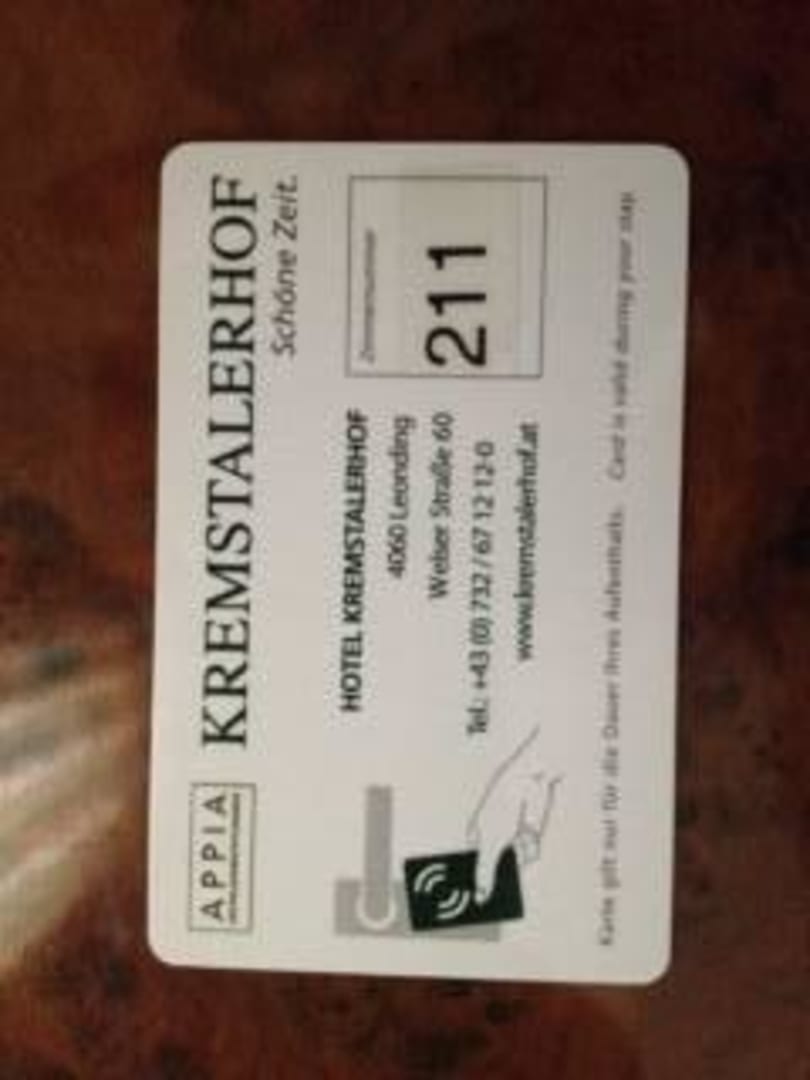 APPIA
KREMSTALERHOF
Schöne Zeit.
HOTEL KREMSTALERHOF
4060 Leonding
Welser Straße 60
Tel.: +43 (0) 732 / 67 12 12-0
www.kremstalerhof.at
Zimmernummer
211
Karte gilt nur für die Dauer Ihres Aufenthalts. Card is valid during your stay.